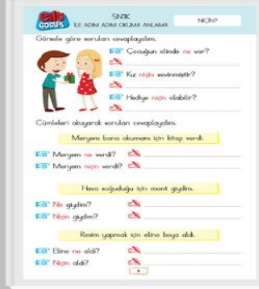 5N1K
İLE ADIM ADIM OKUMA ANLAMA
NİÇİN?
Görsele göre soruları cevaplayalım.
Çocuğun elinde ne var?
Kız niçin sevinmiştir?
Hediye niçin alabilir?
Cümleleri okuyarak soruları cevaplayalım.
Meryem bana okumam için kitap verdi.
Meryem ne verdi?
Meryem niçin verdi?
Hava soğuduğu için mont giydim.
Ne giydim?
Niçin giydim?
Resim yapmak için eline boya aldı.
Eline ne aldı?
Niçin aldı?